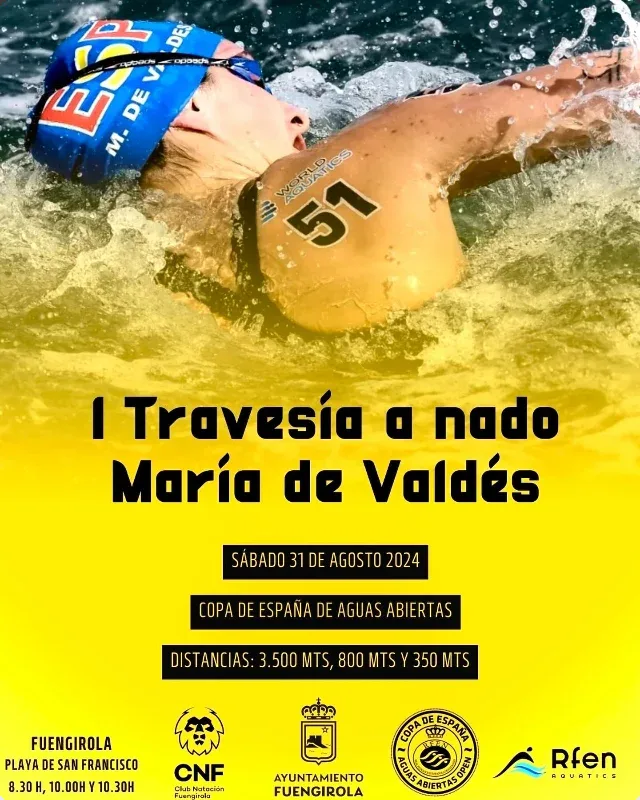 ESP
M. DE VALDES
WORLD
AQUATICS
51
I Travesía a nado
María de Valdés
SÁBADO 31 DE AGOSTO 2024
COPA DE ESPAÑA DE AGUAS ABIERTAS
DISTANCIAS: 3.500 MTS, 800 MTS Y 350 MTS
FUENGIROLA
PLAYA DE SAN FRANCISCO
8.30 H, 10.00H Y 10.30H
CNF
Club Natación
Fuengirola
AYUNTAMIENTO
FUENGIROLA
COPA DE ESPAÑA
RFEN
AGUAS ABIERTAS OPEN
Rfen
AQUATICS